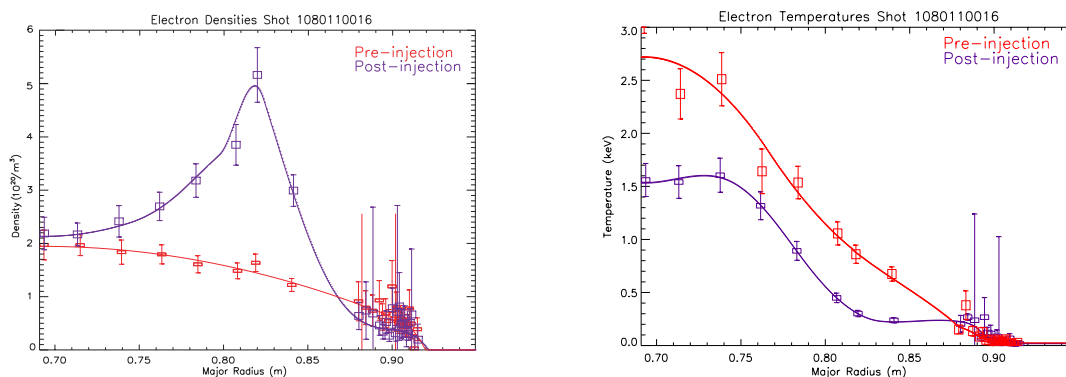 Electron Densities Shot 1080110016
6
5
4
3
2
1
0
Density (10²⁰/m³)
Pre-injection
Post-injection
0.70
0.75
0.80
0.85
0.90
Major Radius (m)
Electron Temperatures Shot 1080110016
3.0
2.5
2.0
1.5
1.0
0.5
0.0
Temperature (keV)
Pre-injection
Post-injection
0.70
0.75
0.80
0.85
0.90
Major Radius (m)